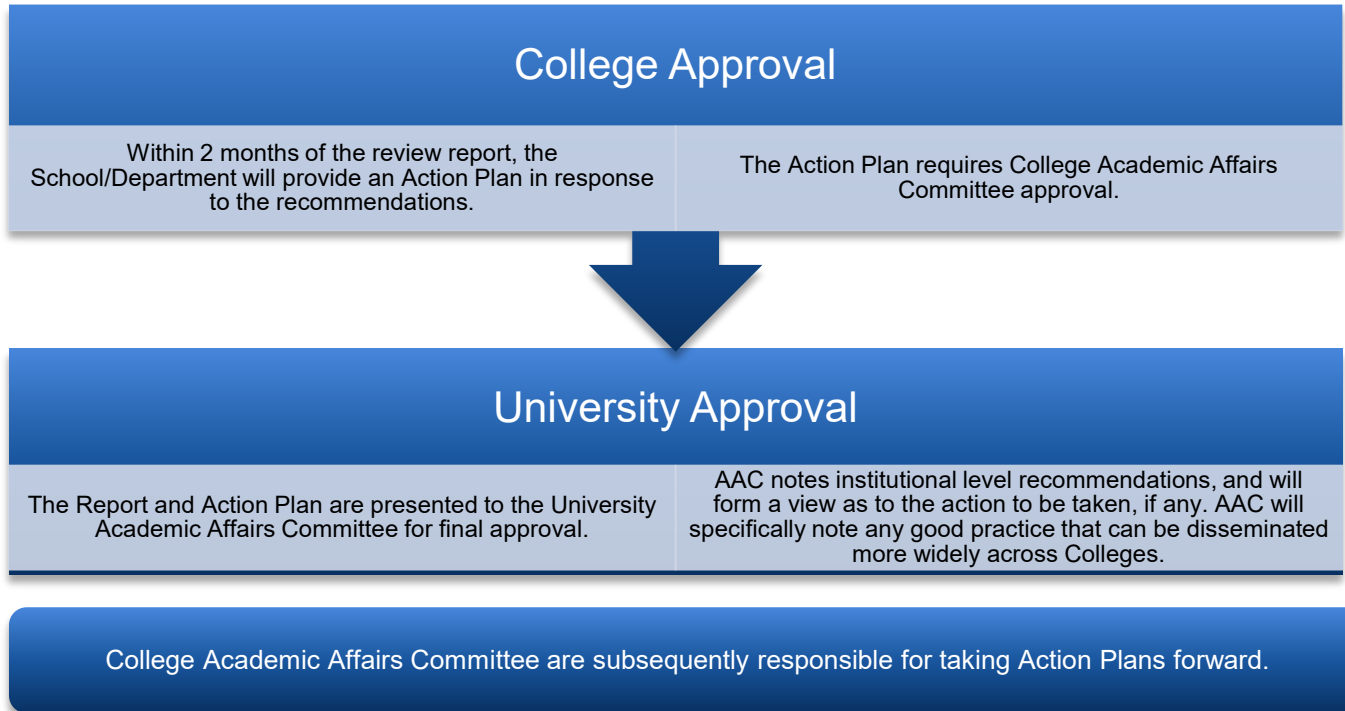 College Approval
Within 2 months of the review report, the
School/Department will provide an Action Plan in response
to the recommendations.
The Action Plan requires College Academic Affairs
Committee approval.
University Approval
The Report and Action Plan are presented to the University
Academic Affairs Committee for final approval.
AAC notes institutional level recommendations, and will
form a view as to the action to be taken, if any. AAC will
specifically note any good practice that can be disseminated
more widely across Colleges.
College Academic Affairs Committee are subsequently responsible for taking Action Plans forward.